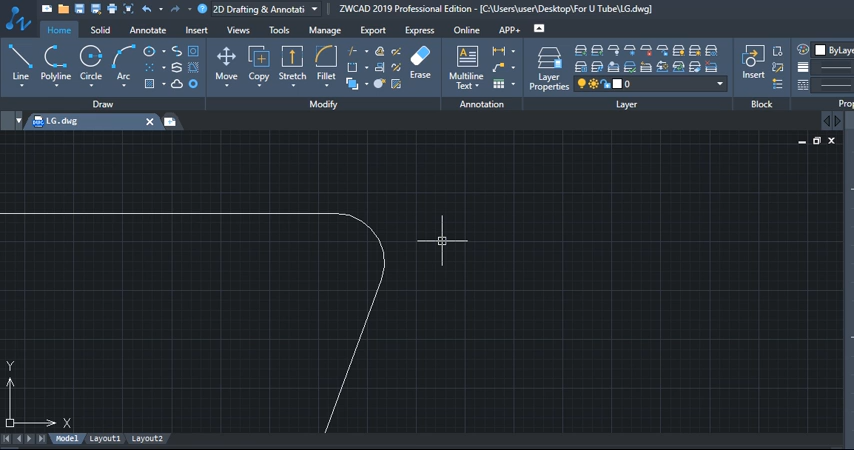 2D Drafting & Annotati
ZWCAD 2019 Professional Edition - [C:\Users\user\Desktop\For U Tube\LG.dwg]
Home Solid Annotate Insert Views Tools Manage Export Express Online APP+
Line Polyline Circle Arc Move Copy Stretch Fillet Erase Multiline Text Layer Properties 0 Insert ByLaye
Draw Modify Annotation Layer Block Prop
LG.dwg
Y
X
Model Layout1 Layout2